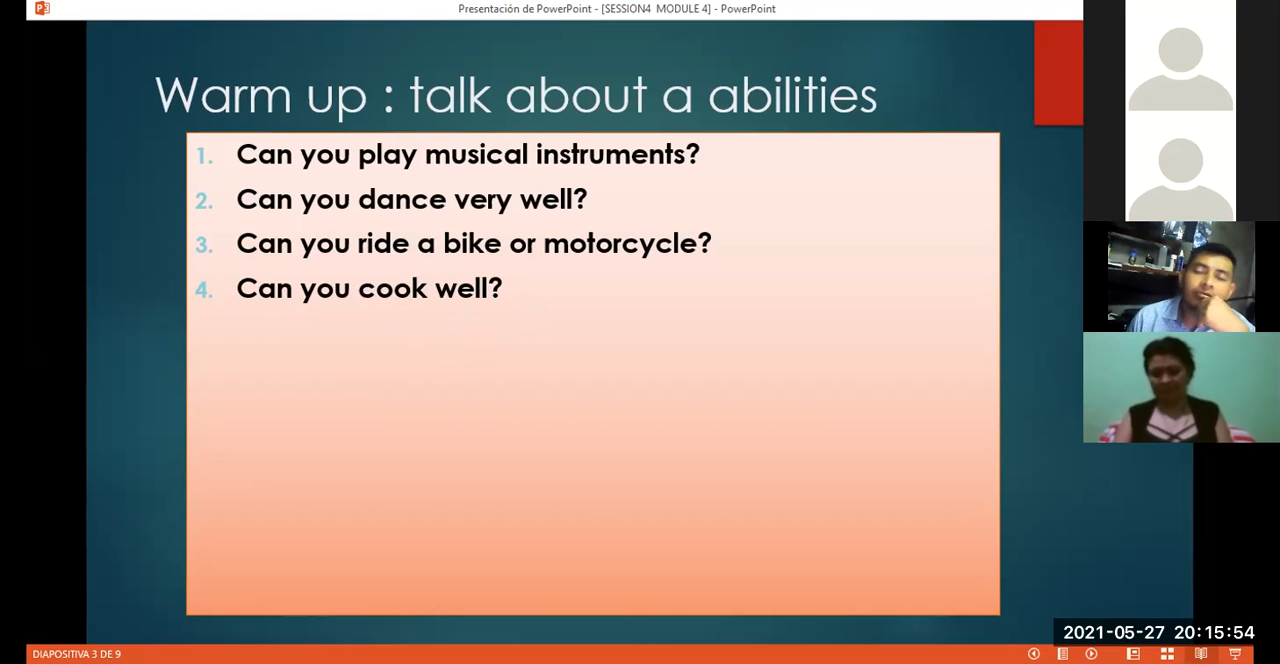 Presentación de PowerPoint - [SESSION4 MODULE 4] - PowerPoint
Warm up : talk about a abilities
1. Can you play musical instruments?
2. Can you dance very well?
3. Can you ride a bike or motorcycle?
4. Can you cook well?
2021-05-27 20:15:54
DIAPOSITIVA 3 DE 9